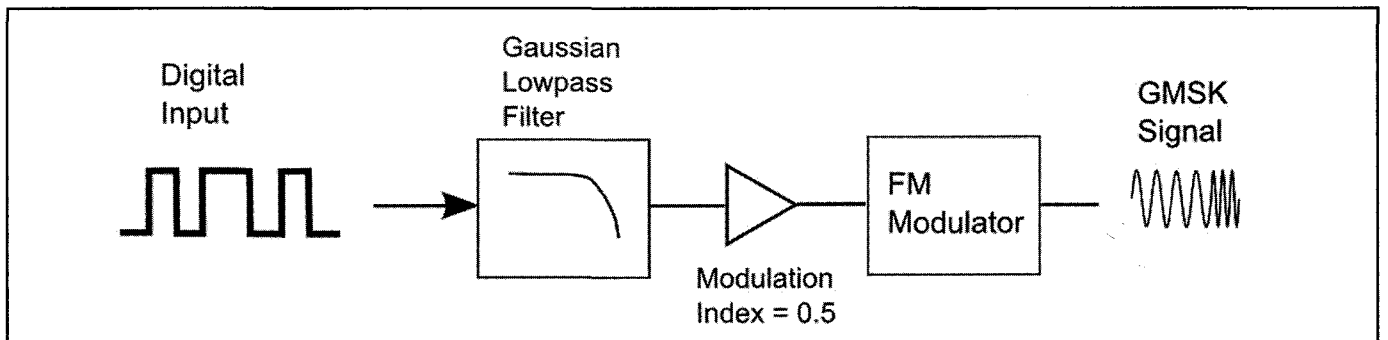 Digital
Input
Gaussian
Lowpass
Filter
Modulation
Index = 0.5
FM
Modulator
GMSK
Signal